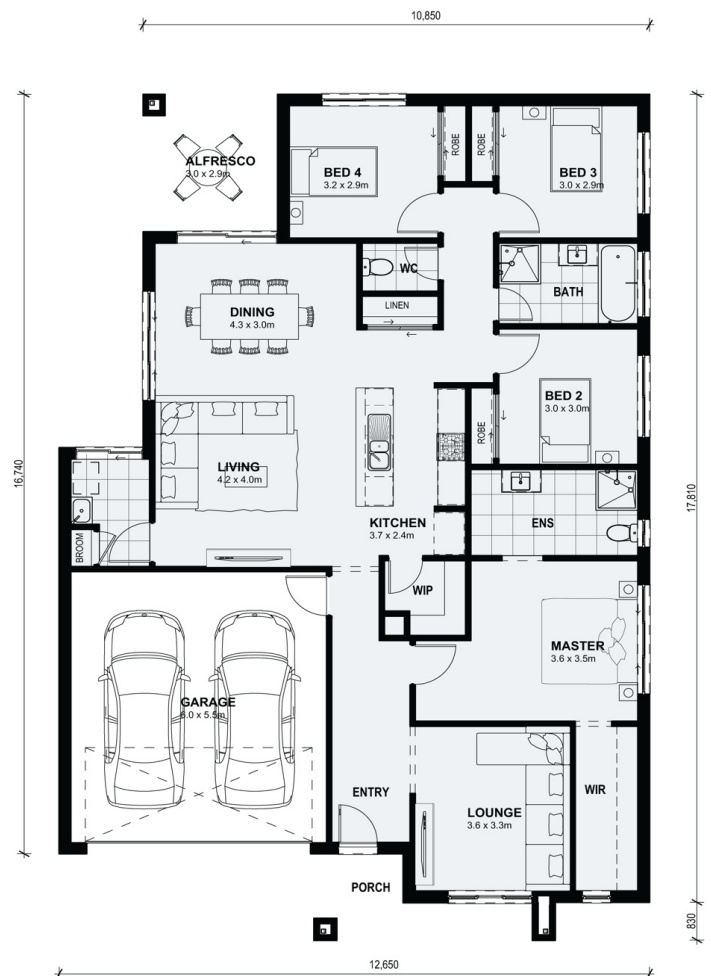 10,850
ALFRESCO
3.0 x 2.9m
BED 4
3.2 x 2.9m
ROBE
ROBE
BED 3
3.0 x 2.9m
WC
BATH
LINEN
DINING
4.3 x 3.0m
BED 2
3.0 x 3.0m
ROBE
16,740
17,810
LIVING
4.2 x 4.0m
KITCHEN
3.7 x 2.4m
ENS
BROOM
WIP
MASTER
3.6 x 3.5m
GARAGE
6.0 x 5.5m
ENTRY
LOUNGE
3.6 x 3.3m
WIR
PORCH
830
12,650